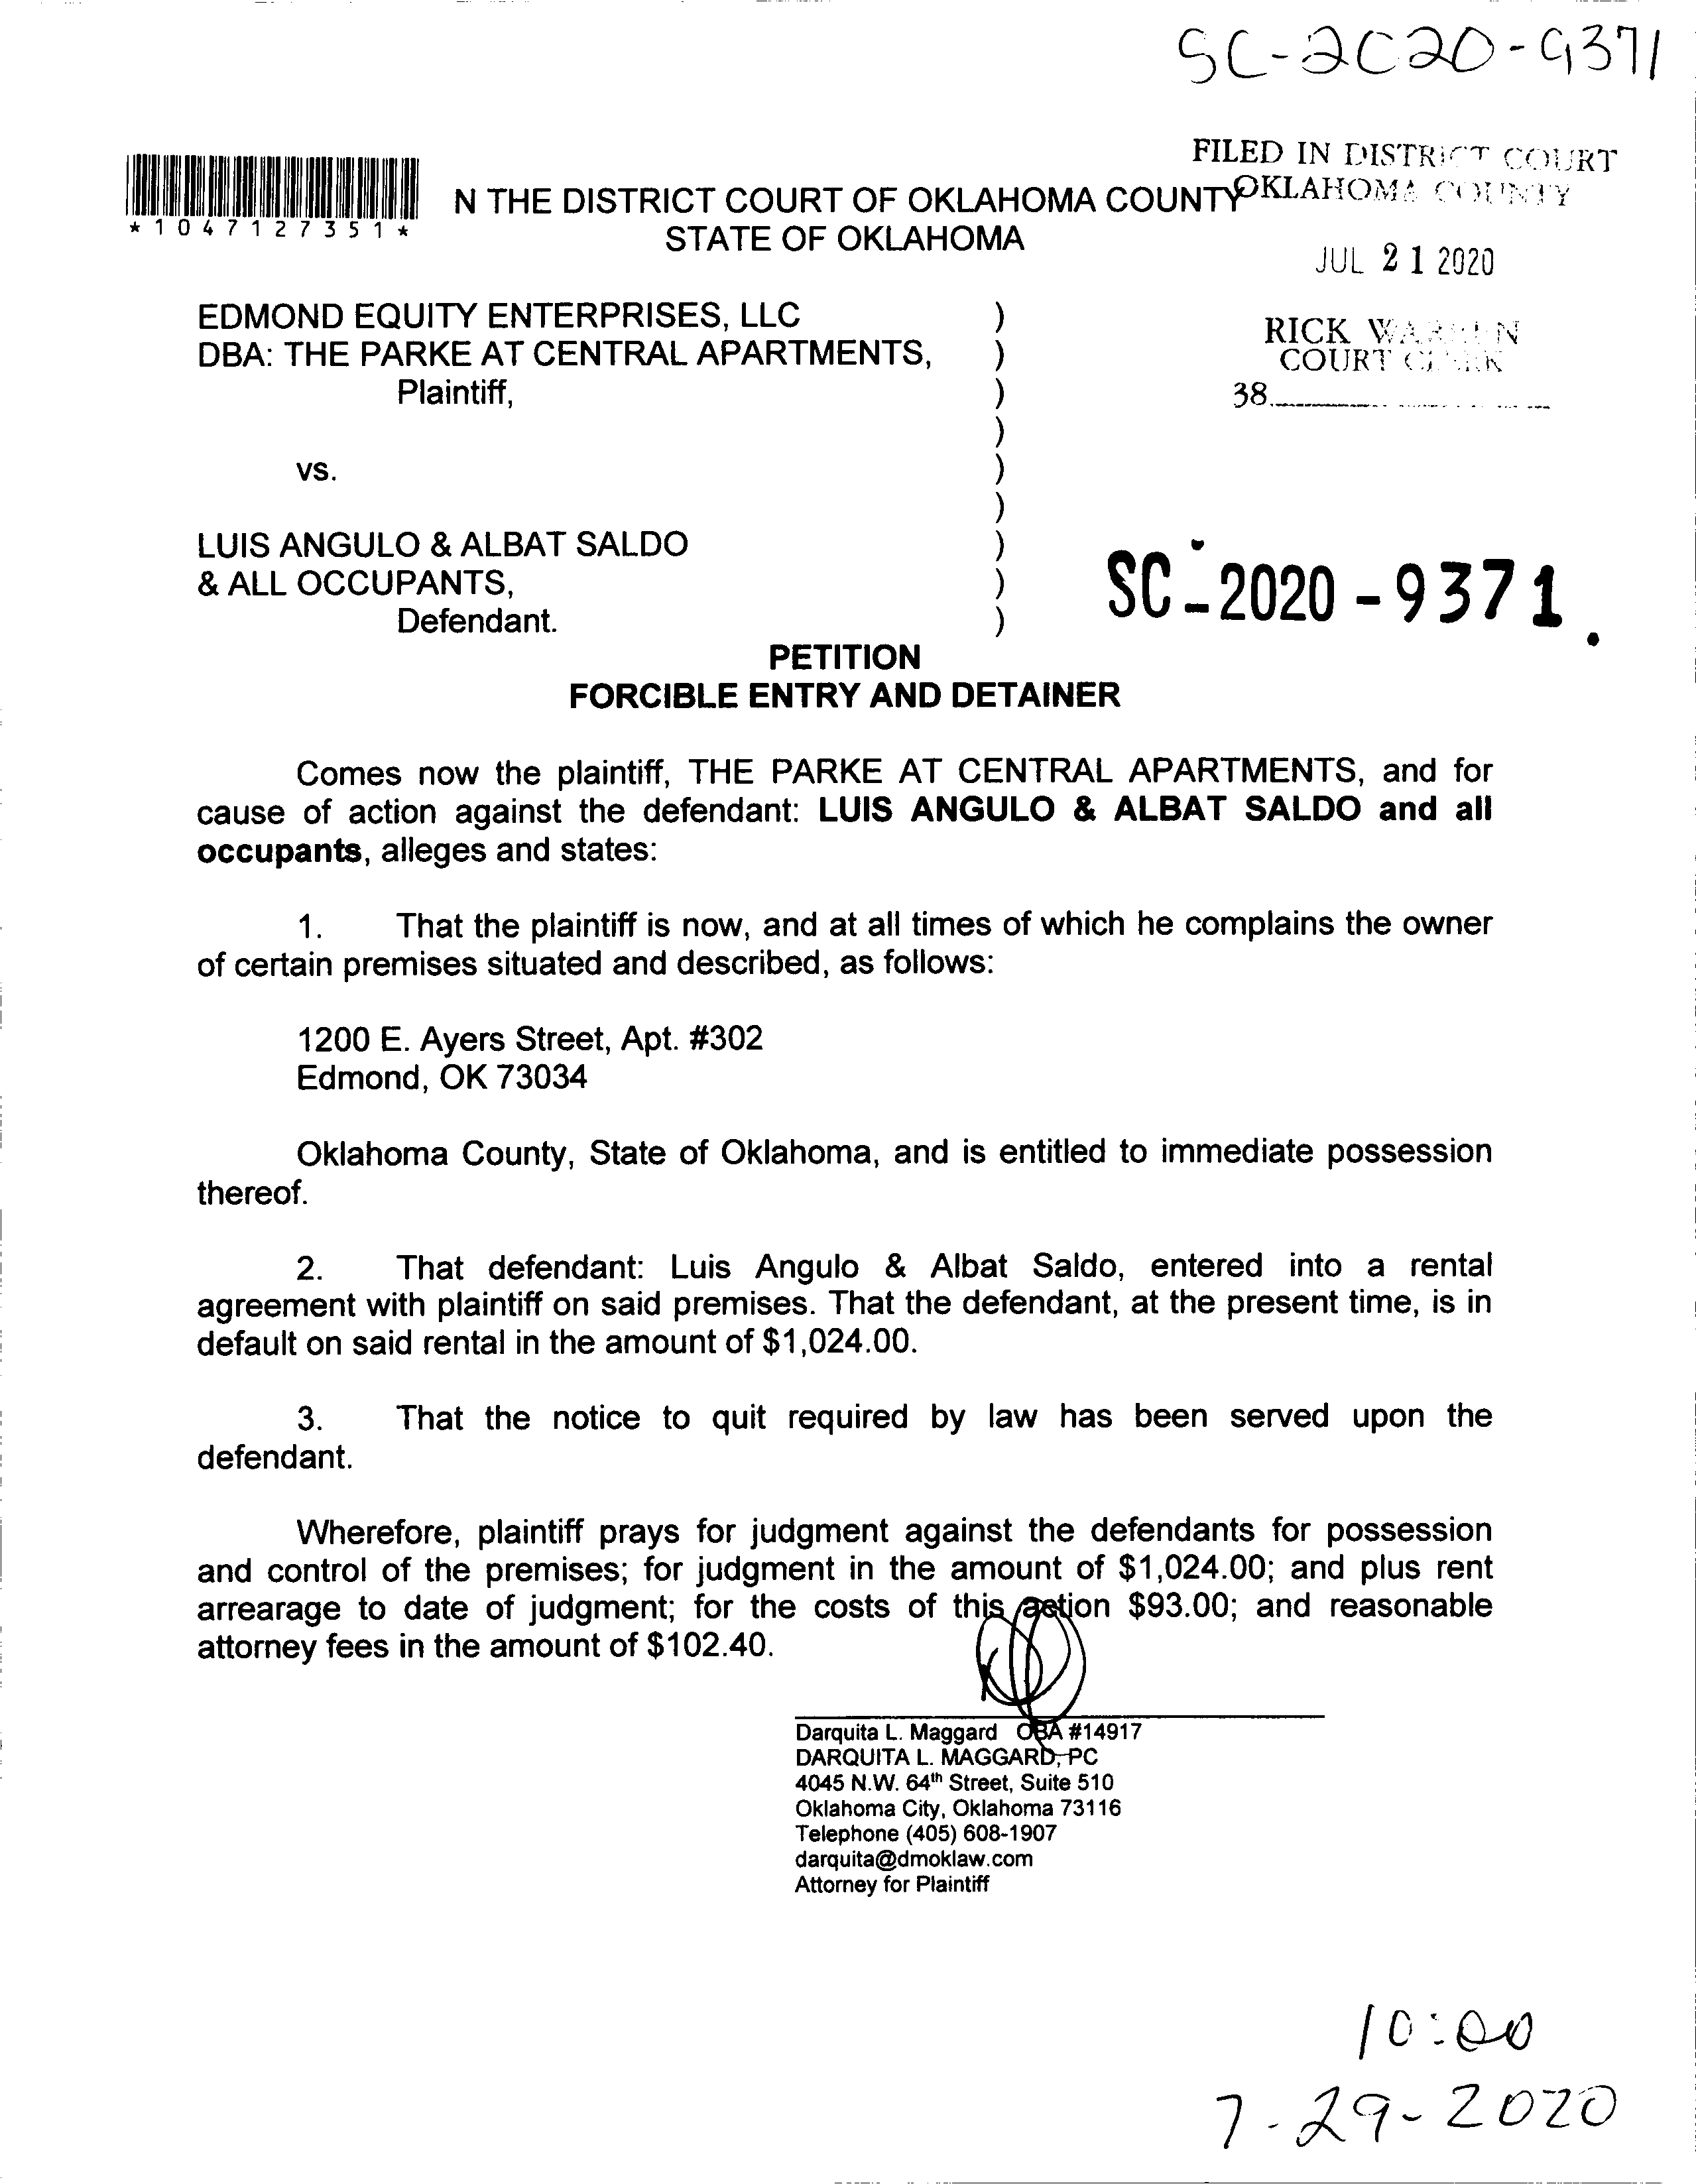 SC-2020-9371
FILED IN DISTRICT COURT
OKLAHOMA COUNTY
*1047127351*
N THE DISTRICT COURT OF OKLAHOMA COUNTY
STATE OF OKLAHOMA
JUL 21 2020
EDMOND EQUITY ENTERPRISES, LLC )
DBA: THE PARKE AT CENTRAL APARTMENTS, )
Plaintiff, )
)
vs. )
)
RICK WARREN
COURT CLERK
38
LUIS ANGULO & ALBAT SALDO )
& ALL OCCUPANTS, )
Defendant. )
SC-2020-9371.
PETITION
FORCIBLE ENTRY AND DETAINER
Comes now the plaintiff, THE PARKE AT CENTRAL APARTMENTS, and for
cause of action against the defendant: LUIS ANGULO & ALBAT SALDO and all
occupants, alleges and states:
1. That the plaintiff is now, and at all times of which he complains the owner
of certain premises situated and described, as follows:
1200 E. Ayers Street, Apt. #302
Edmond, OK 73034
Oklahoma County, State of Oklahoma, and is entitled to immediate possession
thereof.
2. That defendant: Luis Angulo & Albat Saldo, entered into a rental
agreement with plaintiff on said premises. That the defendant, at the present time, is in
default on said rental in the amount of $1,024.00.
3. That the notice to quit required by law has been served upon the
defendant.
Wherefore, plaintiff prays for judgment against the defendants for possession
and control of the premises; for judgment in the amount of $1,024.00; and plus rent
arrearage to date of judgment; for the costs of this action $93.00; and reasonable
attorney fees in the amount of $102.40.
Darquita L. Maggard OBA #14917
DARQUITA L. MAGGARD, PC
4045 N.W. 64th Street, Suite 510
Oklahoma City, Oklahoma 73116
Telephone (405) 608-1907
darquita@dmoklaw.com
Attorney for Plaintiff
10:00
7-29-2020